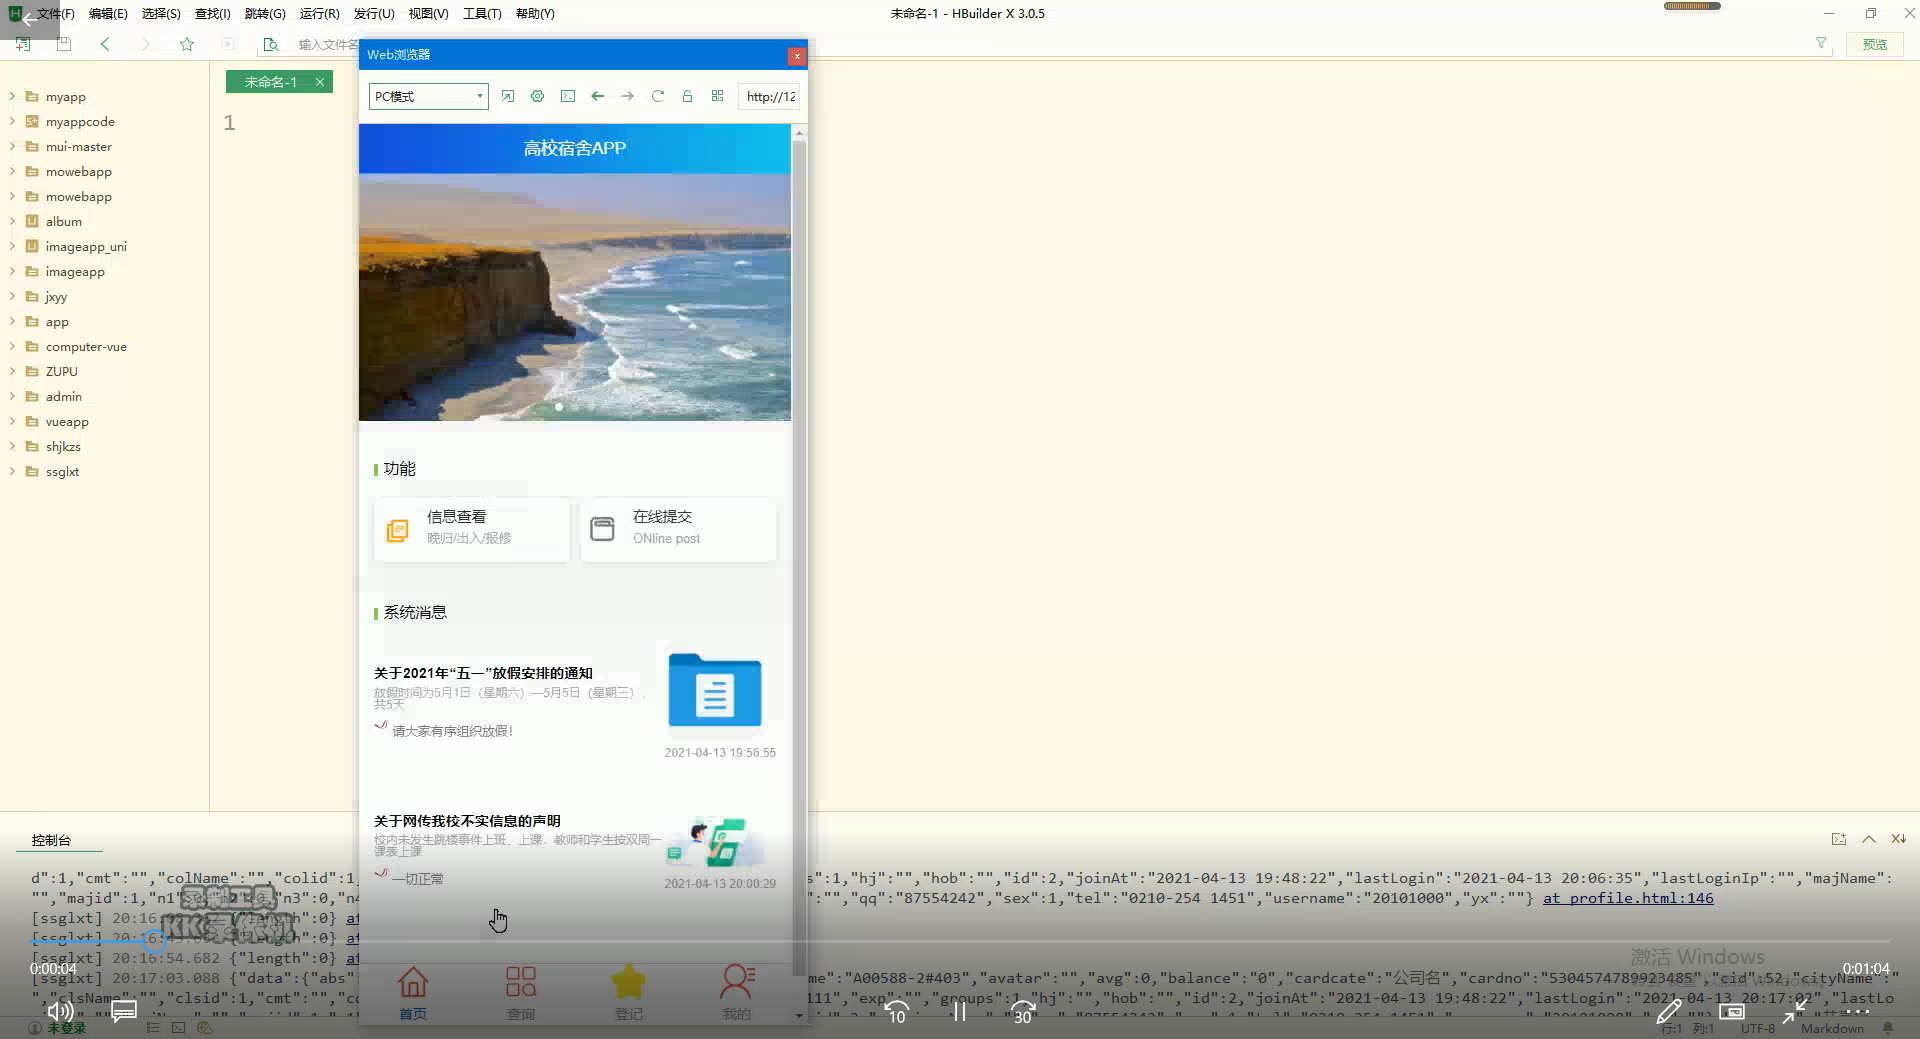 文件(F) 编辑(E) 选择(S) 查找(I) 跳转(G) 运行(R) 发行(U) 视图(V) 工具(T) 帮助(Y)
未命名-1 - HBuilder X 3.0.5
输入文件名
预览
Web浏览器
未命名-1
PC模式
http://12
1
myapp
myappcode
mui-master
mowebapp
mowebapp
album
imageapp_uni
imageapp
jxyy
app
computer-vue
ZUPU
admin
vueapp
shjkzs
ssglxt
高校宿舍APP
功能
信息查看
晚归/出入/报修
在线提交
ONline post
系统消息
关于2021年“五一”放假安排的通知
放假时间为5月1日（星期六）—5月5日（星期三），
共5天
请大家有序组织放假!
2021-04-13 19:56:55
关于网传我校不实信息的声明
校内未发生跳楼事件上班、上课．教师和学生按双周一
课表上课
一切正常
2021-04-13 20:00:29
首页
查询
登记
我的
控制台
d":1,"cmt":"","colName":"","colid":1,
s":1,"hj":"","hob":"","id":2,"joinAt":"2021-04-13 19:48:22","lastLogin":"2021-04-13 20:06:35","lastLoginIp":"","majName":
"","majid":1,"n1"
"n3":0,"n4
:"","qq":"87554242","sex":1,"tel":"0210-254 1451","username":"20101000","yx":""} at profile.html:146
[ssglxt] 20:16: {"length":0} at
[ssglxt] 20:16: {"length":0} at
[ssglxt] 20:16:54.682 {"length":0} at
[ssglxt] 20:17:03.088 {"data":{"abs"
me":"A00588-2#403","avatar":"","avg":0,"balance":"0","cardcate":"公司名","cardno":"5304574789923485","cid":52,"cityName":"
","clsName":"","clsid":1,"cmt":"","co
111","exp":"","groups":1,"hj":"","hob":"","id":2,"joinAt":"2021-04-13 19:48:22","lastLogin":"2021-04-13 20:17:02","lastLo
录制工具
KK录像机
0:00:04
0:01:04
激活 Windows
10
30
未登录
行:1 列:1 UTF-8 Markdown